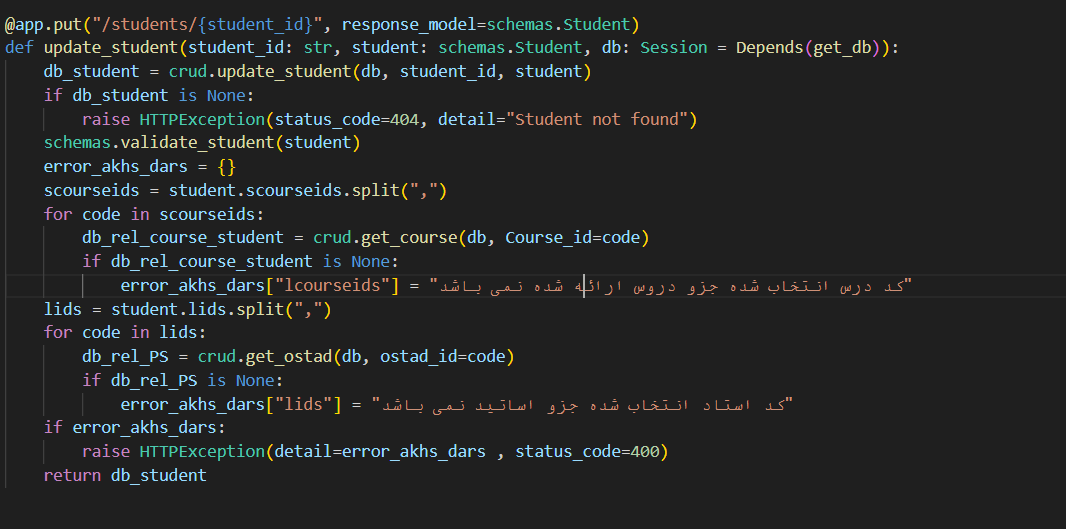 @app.put("/students/{student_id}", response_model=schemas.Student)
def update_student(student_id: str, student: schemas.Student, db: Session = Depends(get_db)):
    db_student = crud.update_student(db, student_id, student)
    if db_student is None:
        raise HTTPException(status_code=404, detail="Student not found")
    schemas.validate_student(student)
    error_akhs_dars = {}
    scourseids = student.scourseids.split(",")
    for code in scourseids:
        db_rel_course_student = crud.get_course(db, Course_id=code)
        if db_rel_course_student is None:
            error_akhs_dars["lcourseids"] = "کد درس انتخاب شده جزو دروس ارائه شده نمی باشد"
    lids = student.lids.split(",")
    for code in lids:
        db_rel_PS = crud.get_ostad(db, ostad_id=code)
        if db_rel_PS is None:
            error_akhs_dars["lids"] = "کد استاد انتخاب شده جزو اساتید نمی باشد"
    if error_akhs_dars:
        raise HTTPException(detail=error_akhs_dars , status_code=400)
    return db_student